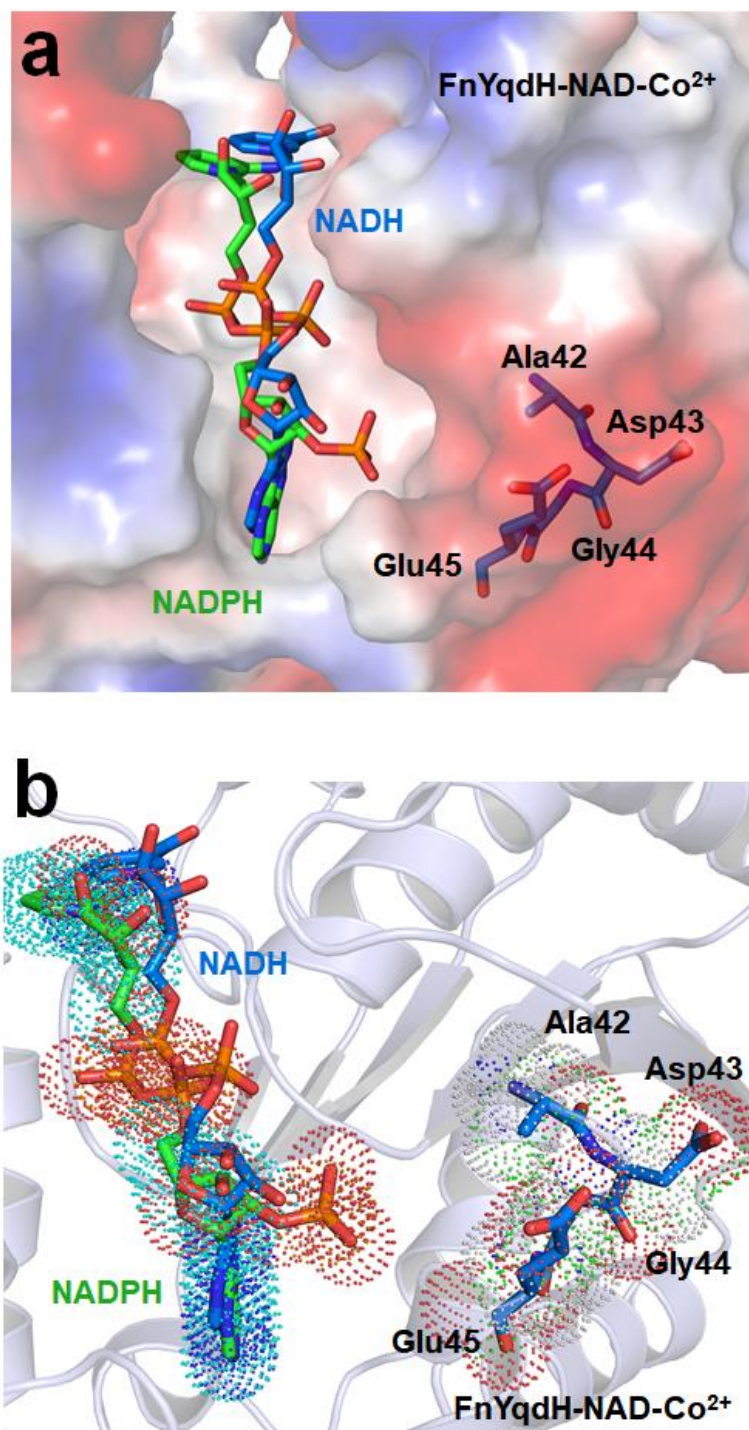 a
FnYqdH-NAD-Co²⁺
NADH
Ala42
Asp43
Glu45
Gly44
NADPH
b
NADH
Ala42
Asp43
Gly44
NADPH
Glu45
FnYqdH-NAD-Co²⁺